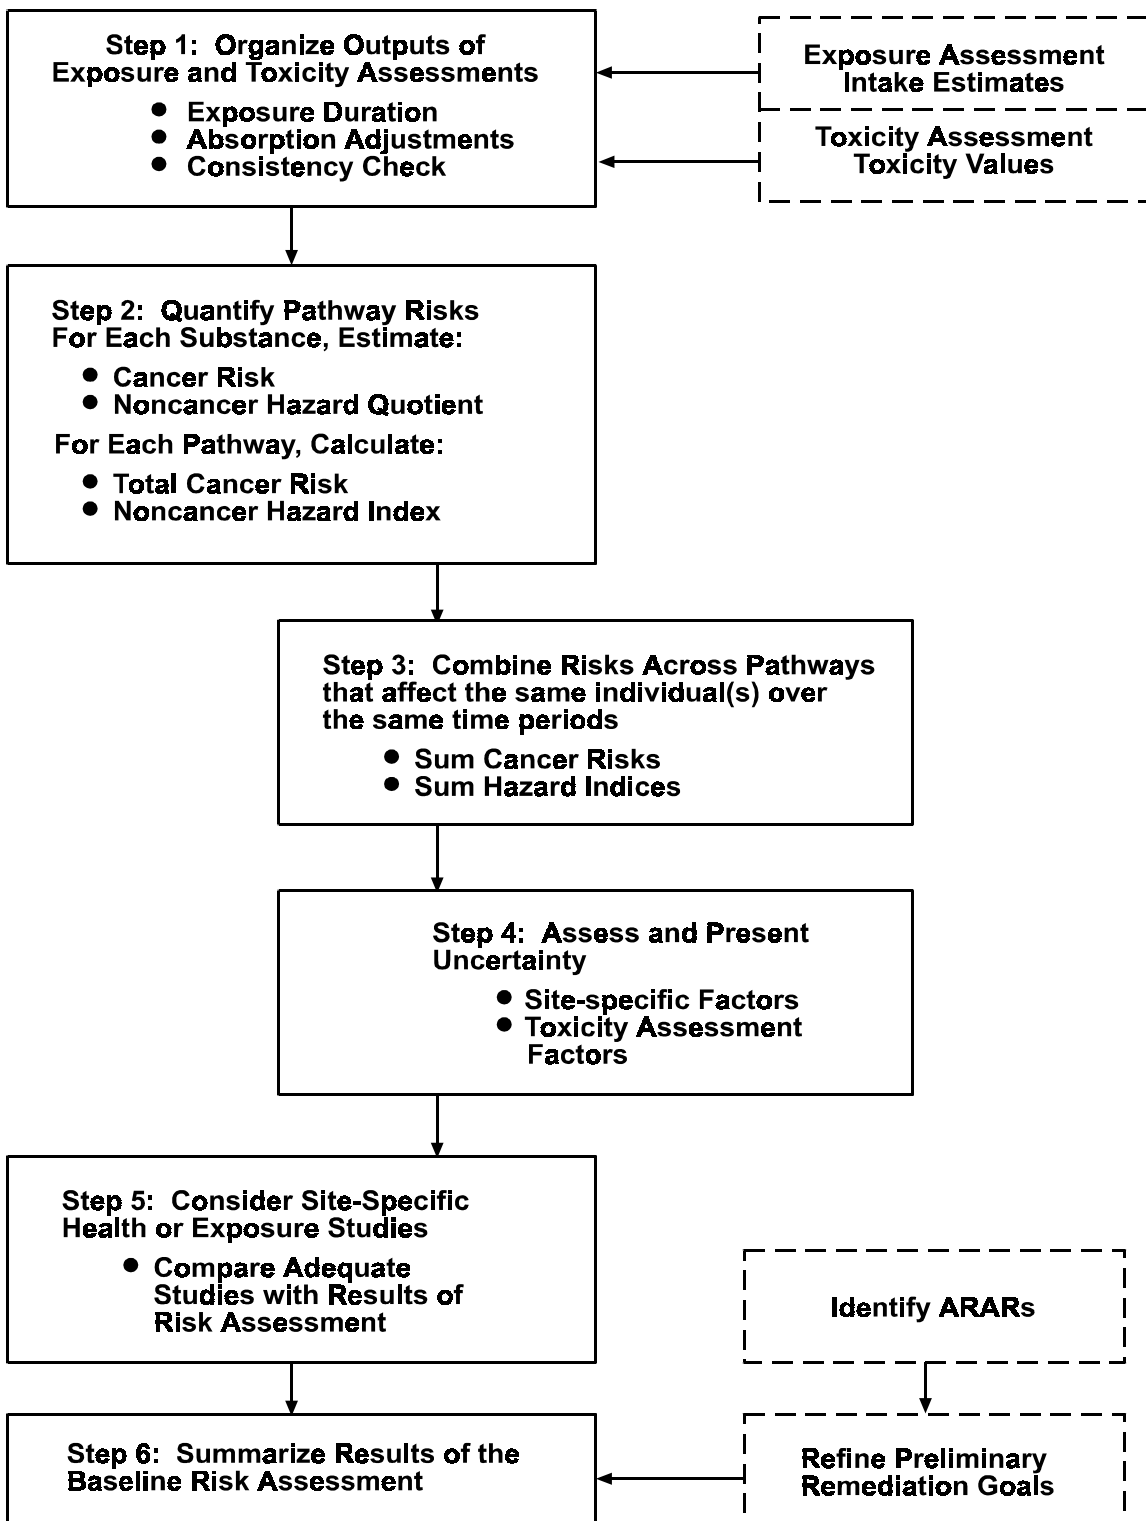 Step 1: Organize Outputs of
Exposure and Toxicity Assessments
● Exposure Duration
● Absorption Adjustments
● Consistency Check
Exposure Assessment
Intake Estimates
Toxicity Assessment
Toxicity Values
Step 2: Quantify Pathway Risks
For Each Substance, Estimate:
● Cancer Risk
● Noncancer Hazard Quotient
For Each Pathway, Calculate:
● Total Cancer Risk
● Noncancer Hazard Index
Step 3: Combine Risks Across Pathways
that affect the same individual(s) over
the same time periods
● Sum Cancer Risks
● Sum Hazard Indices
Step 4: Assess and Present
Uncertainty
● Site-specific Factors
● Toxicity Assessment
Factors
Step 5: Consider Site-Specific
Health or Exposure Studies
● Compare Adequate
Studies with Results of
Risk Assessment
Identify ARARs
Step 6: Summarize Results of the
Baseline Risk Assessment
Refine Preliminary
Remediation Goals